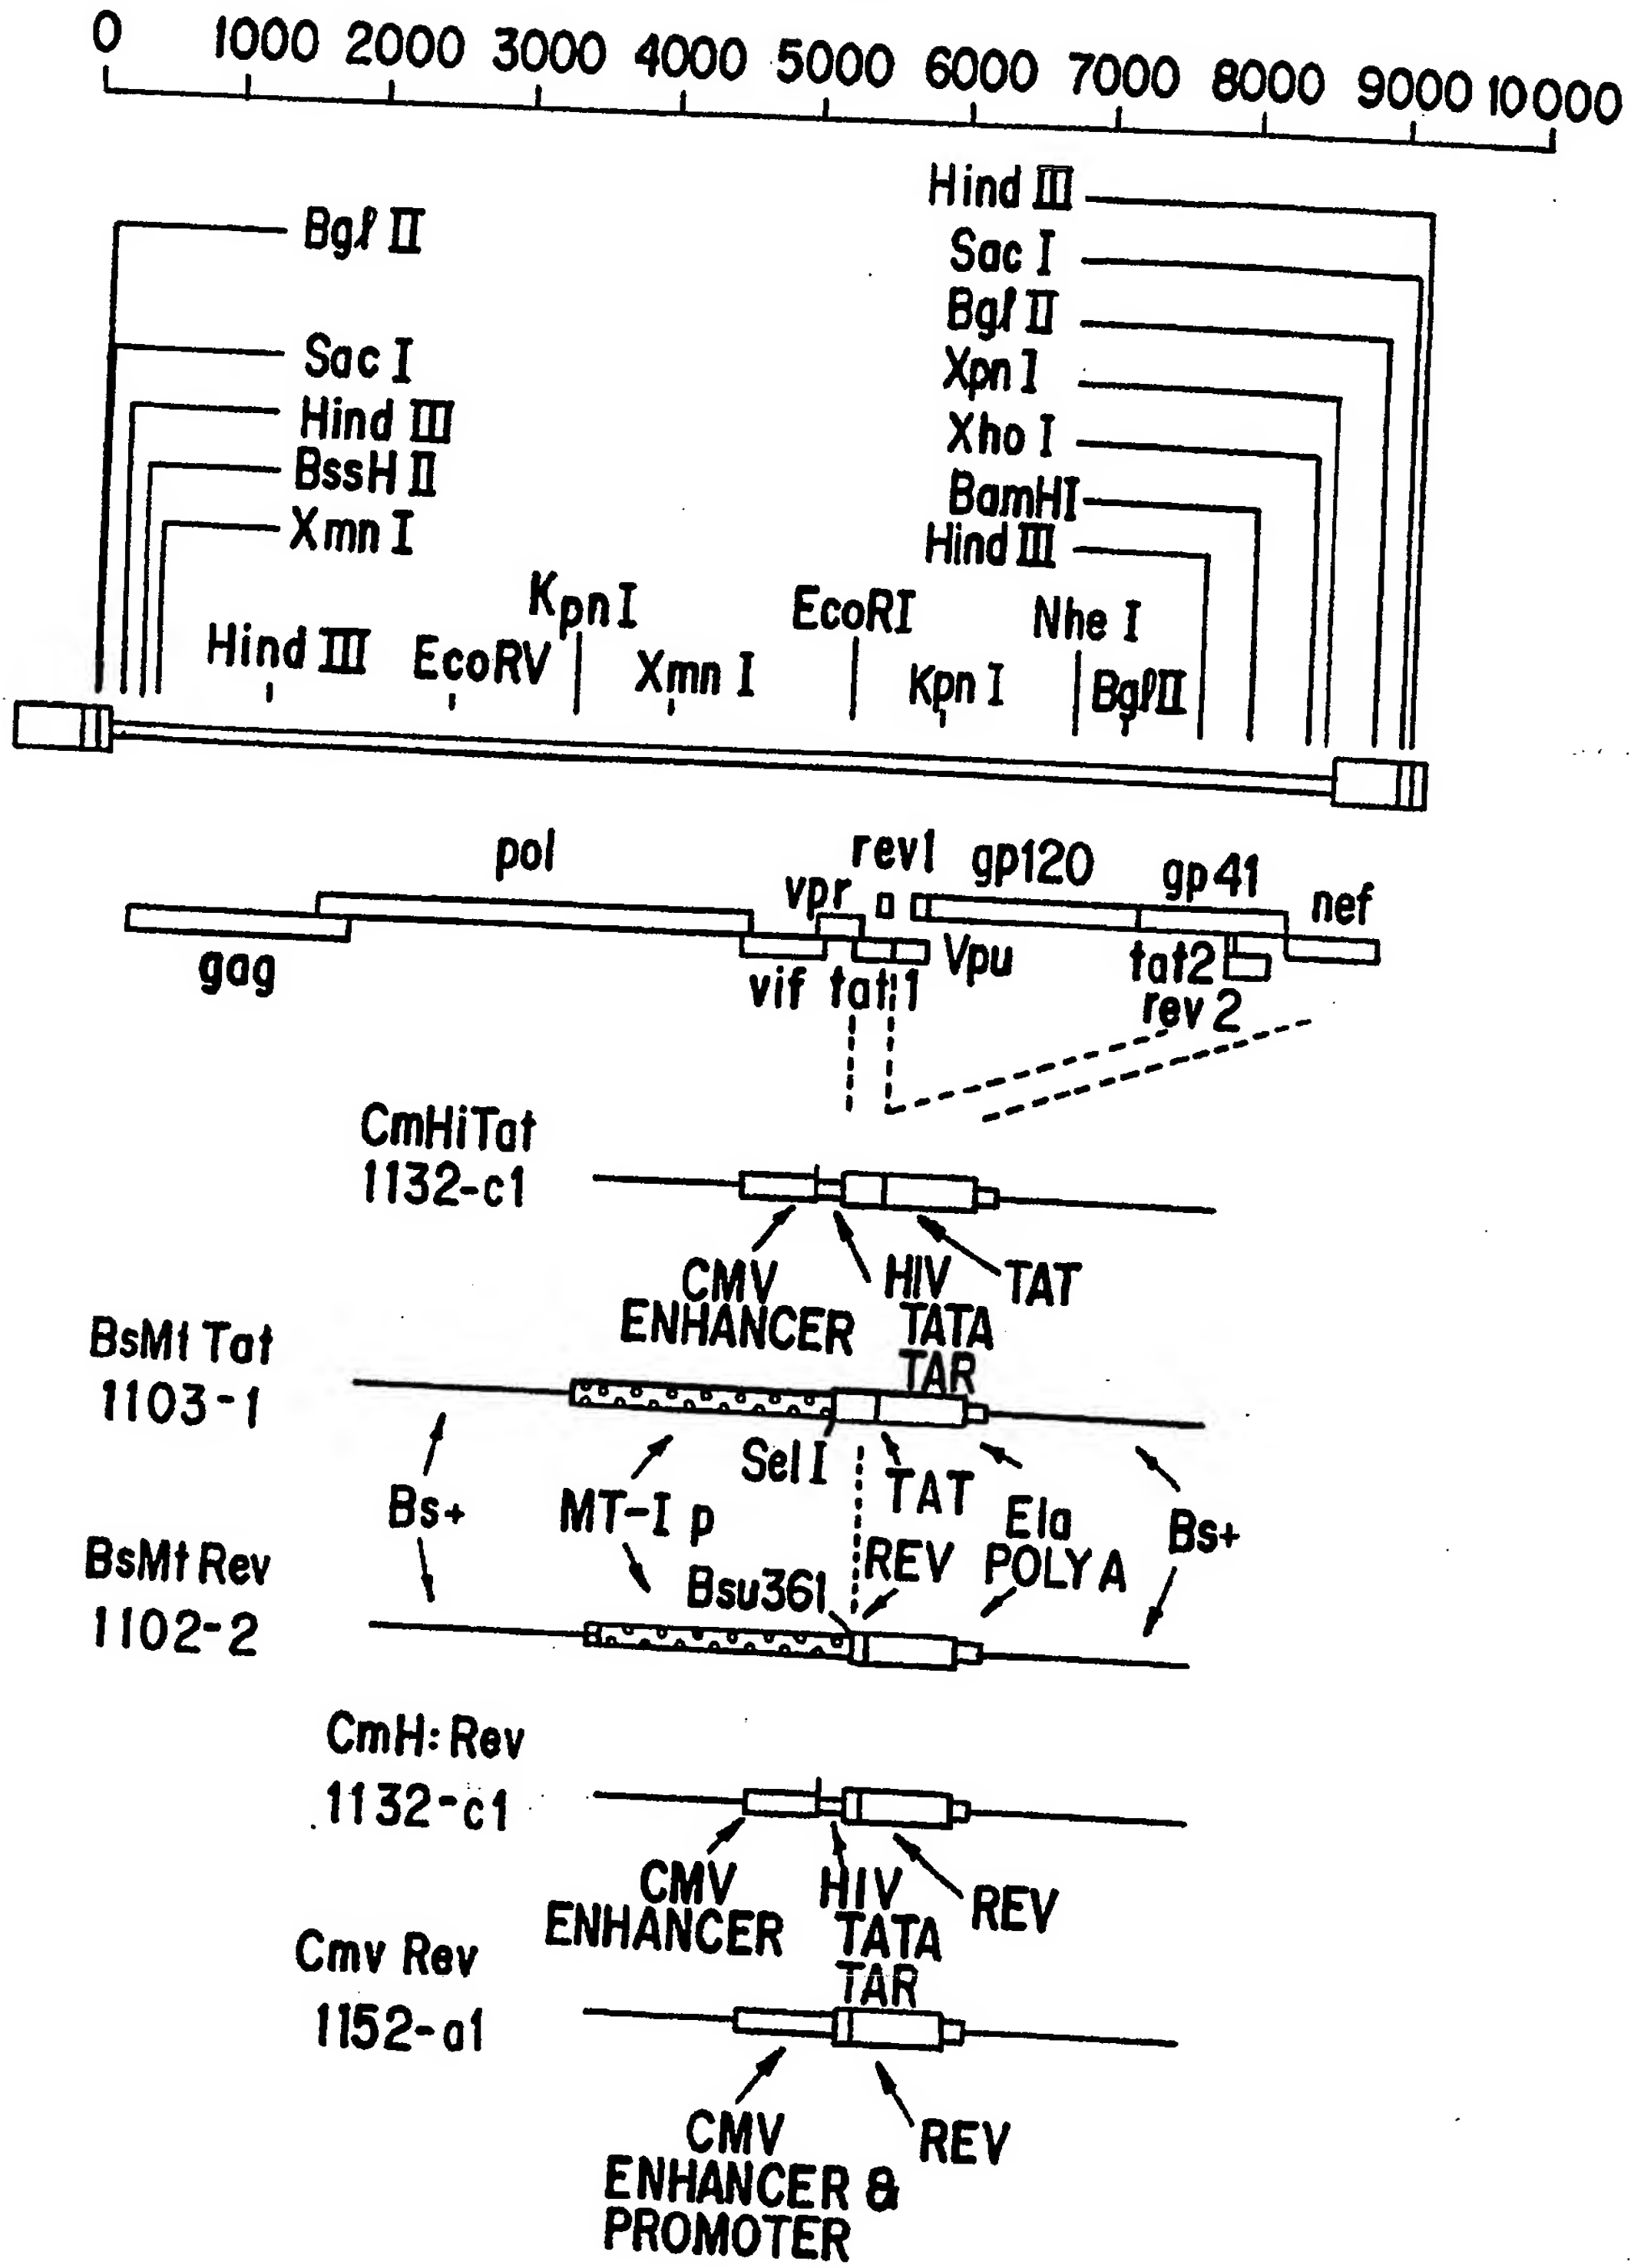 0 1000 2000 3000 4000 5000 6000 7000 8000 9000 10000
Hind III
Bgl II
Sac I
Bgl II
Sac I
Xpn I
Hind III
Xho I
BssH II
BamHI
Xmn I
Hind III
Kpn I
EcoRI
Nhe I
Hind III
EcoRV
Xmn I
Kpn I
BglII
pol
rev1
gp120
gp41
vpr
nef
gag
vif
tat 1
Vpu
tat2
rev 2
CmHiTat
1132-c1
CMV
ENHANCER
HIV
TATA
TAR
TAT
BsMt Tat
1103-1
Sel I
Bs+
MT-I p
TAT
E1a
POLY A
Bs+
BsMt Rev
1102-2
Bsu361
REV
CmH:Rev
1132-c1
CMV
ENHANCER
HIV
TATA
TAR
REV
Cmv Rev
1152-a1
CMV
ENHANCER &
PROMOTER
REV